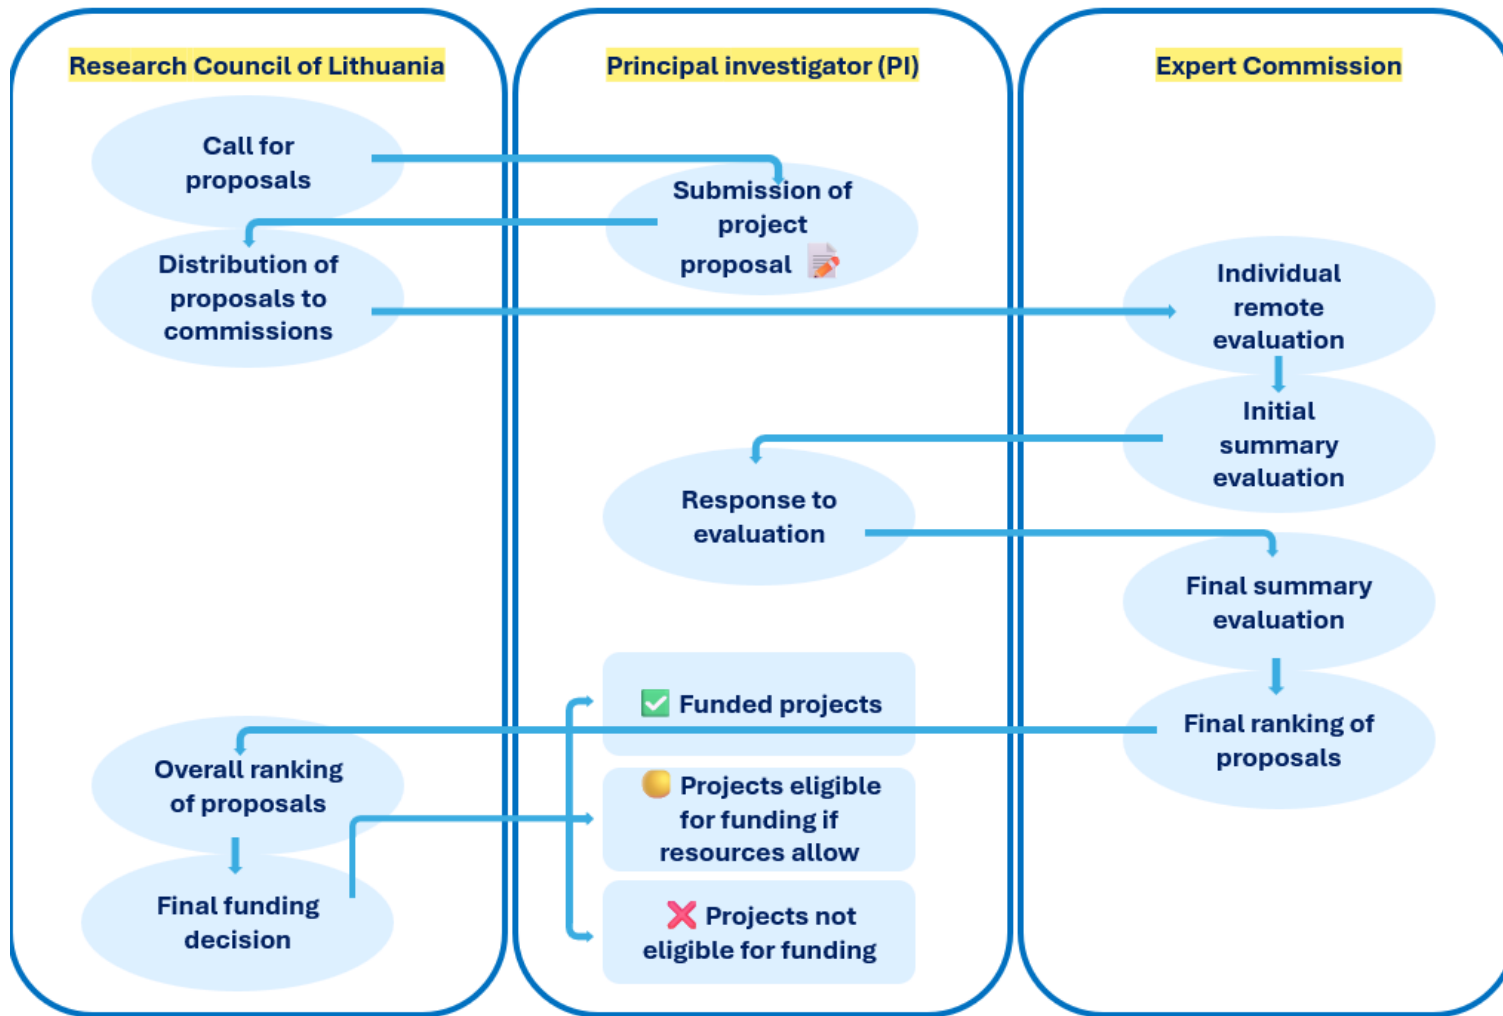 Research Council of Lithuania
Principal investigator (PI)
Expert Commission
Call for
proposals
Submission of
project
proposal
Distribution of
proposals to
commissions
Individual
remote
evaluation
Initial
summary
evaluation
Response to
evaluation
Final summary
evaluation
Final ranking of
proposals
Overall ranking
of proposals
Final funding
decision
Funded projects
Projects eligible
for funding if
resources allow
Projects not
eligible for funding